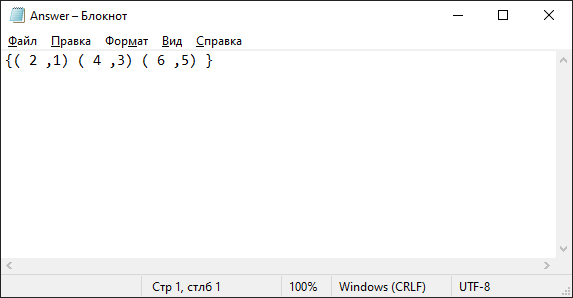 Answer – Блокнот
Файл Правка Формат Вид Справка
{( 2 ,1) ( 4 ,3) ( 6 ,5) }
Стр 1, стлб 1 100% Windows (CRLF) UTF-8